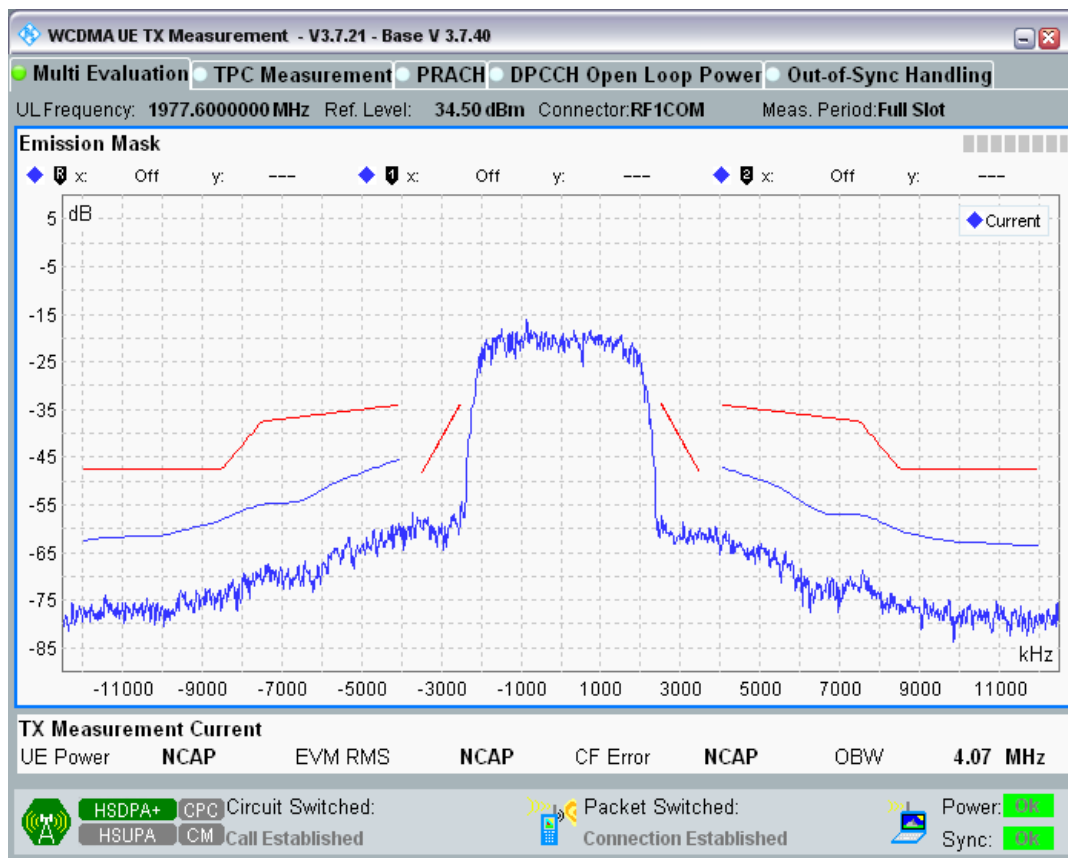 WCDMA UE TX Measurement - V3.7.21 - Base V 3.7.40
Multi Evaluation TPC Measurement PRACH DPCCH Open Loop Power Out-of-Sync Handling
UL Frequency: 1977.6000000 MHz Ref. Level: 34.50 dBm Connector:RF1COM Meas. Period:Full Slot
Emission Mask
R x: Off y: --- 1 x: Off y: --- 2 x: Off y: ---
dB
Current
5
-5
-15
-25
-35
-45
-55
-65
-75
-85
kHz
-11000 -9000 -7000 -5000 -3000 -1000 1000 3000 5000 7000 9000 11000
TX Measurement Current
UE Power NCAP EVM RMS NCAP CF Error NCAP OBW 4.07 MHz
HSDPA+ CPC Circuit Switched: Packet Switched: Power: Ok
HSUPA CM Call Established Connection Established Sync: Ok